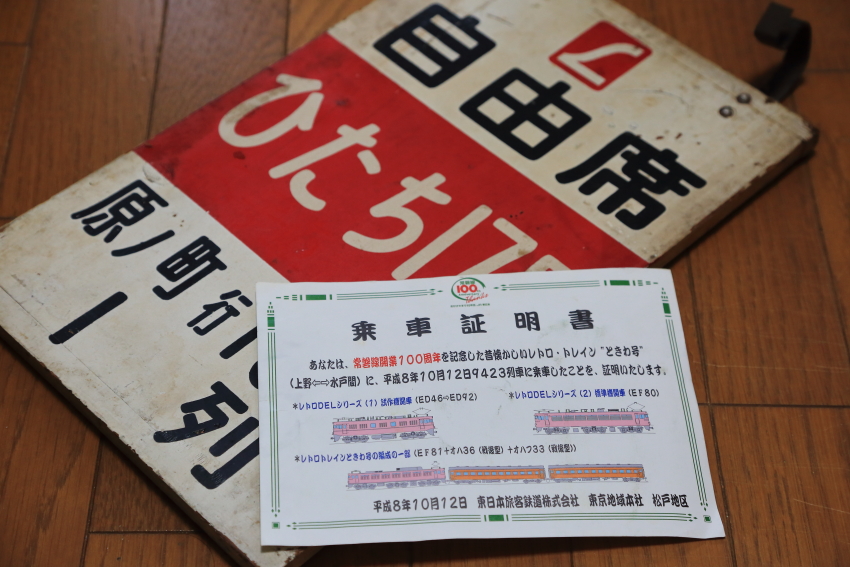 自由席
ひたち17
原ノ町行1
1列
100
乗車証明書
あなたは、常磐線開業100周年を記念した昔懐かしいレトロ・トレイン"ときわ号"
(上野⇔水戸間)に、平成8年10月12日9423列車に乗車したことを、証明いたします。
*レトロDELシリーズ(1)試作機関車(ED46⇨ED92)
*レトロDELシリーズ(2)標準機関車(EF80)
*レトロトレインときわ号の編成の一部(EF81+オハ36(戦後型)+オハフ33(戦後型))
平成8年10月12日 東日本旅客鉄道株式会社 東京地域本社 松戸地区